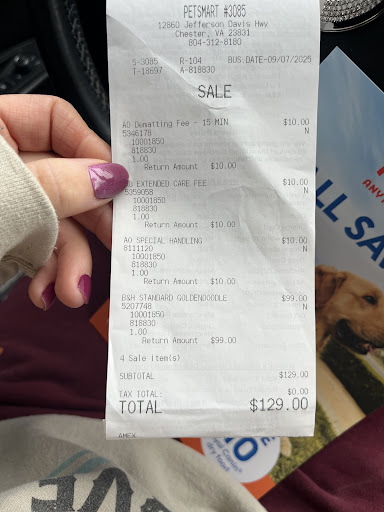 PETSMART #3085
12860 Jefferson Davis Hwy
Chester, VA 23831
804-312-8180
S-3085 R-104 BUS.DATE-09/07/2025
T-18697 A-818830
SALE
AO Dematting Fee - 15 MIN $10.00
5346178 N
10001850
818830
1.00
Return Amount $10.00
EXTENDED CARE FEE $10.00
5359058 N
10001850
818830
1.00
Return Amount $10.00
AO SPECIAL HANDLING $10.00
8111120 N
10001850
818830
1.00
Return Amount $10.00
B&H STANDARD GOLDENDOODLE $99.00
5207748 N
10001850
818830
1.00
Return Amount $99.00
4 Sale Item(s)
SUBTOTAL $129.00
TAX TOTAL: $0.00
TOTAL $129.00
AMEX